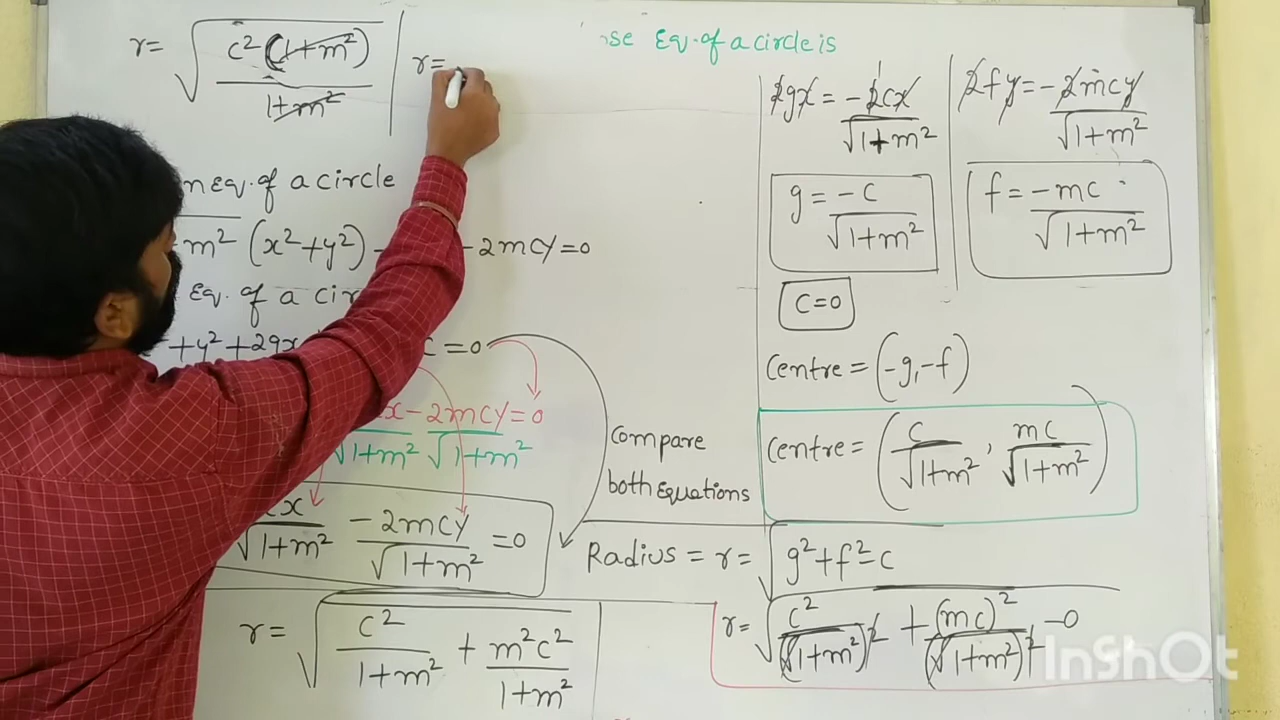 r= √(c²(1+m²)/(1+m²))
r=
Eq. of a circle is
Eq. of a circle
m² (x²+y²) - 2mcy=0
Eq. of a
+y²+2gx c=0
-2mcy=0
√1+m² √1+m²
x/√1+m² -2mcy/√1+m² =0
r= √(c²/(1+m²) + m²c²/(1+m²))
Compare
both Equations
2gx = -2cx/√1+m²
2fy = -2mcy/√1+m²
g = -c/√1+m²
f = -mc/√1+m²
c=0
Centre = (-g,-f)
Centre = (c/√1+m² , mc/√1+m²)
Radius = r= √(g²+f²-c)
r= √(c²/(√1+m²)² + (mc)²/(√1+m²)² -0)
InShOt